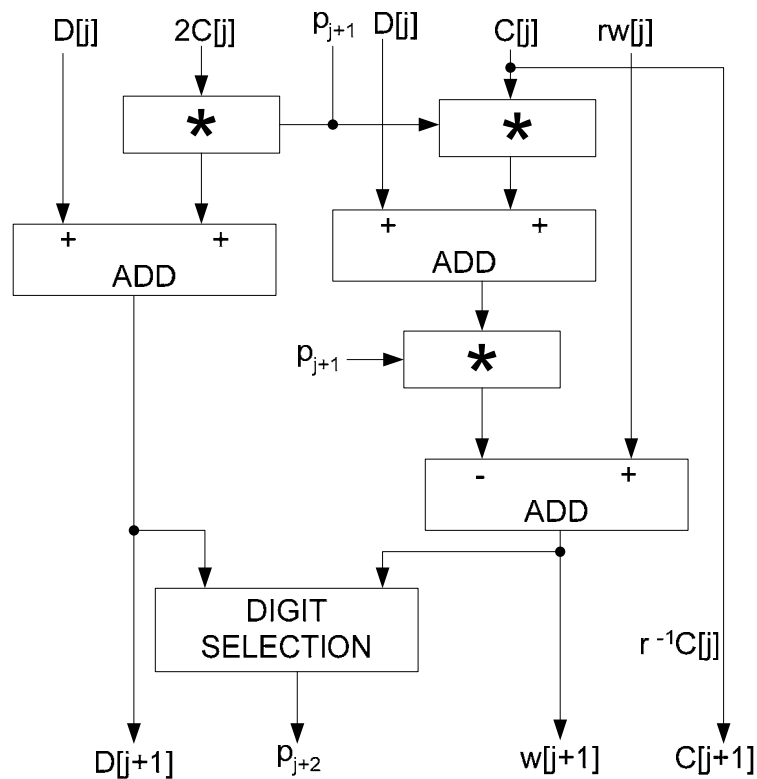 D[j] 2C[j] p_{j+1} D[j] C[j] rw[j]
* *
+ + + +
ADD ADD
p_{j+1} *
- +
ADD
DIGIT
SELECTION
r^{-1}C[j]
D[j+1] p_{j+2} w[j+1] C[j+1]